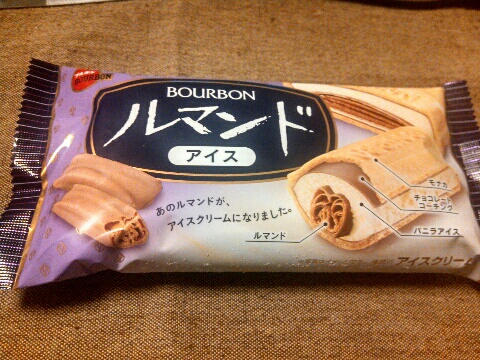 BOURBON
BOURBON
ルマンド
アイス
あのルマンドが、
アイスクリームになりました。
モナカ
チョコレート
コーチング
バニラアイス
ルマンド
アイスクリーム